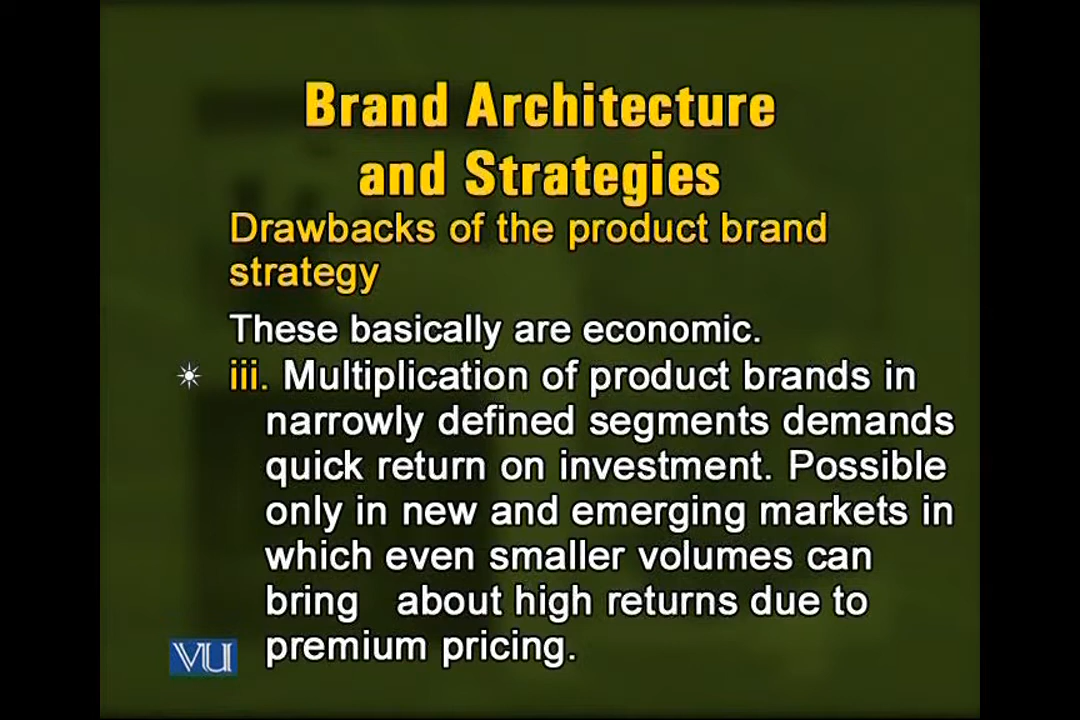 Brand Architecture
and Strategies
Drawbacks of the product brand
strategy
These basically are economic.
iii. Multiplication of product brands in
narrowly defined segments demands
quick return on investment. Possible
only in new and emerging markets in
which even smaller volumes can
bring about high returns due to
premium pricing.
VU